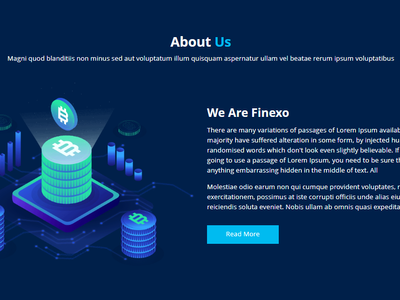 About Us
Magni quod blanditiis non minus sed aut voluptatum illum quisquam aspernatur ullam vel beatae rerum ipsum voluptatibus
We Are Finexo
There are many variations of passages of Lorem Ipsum availab
majority have suffered alteration in some form, by injected hu
randomised words which don't look even slightly believable. If
going to use a passage of Lorem Ipsum, you need to be sure th
anything embarrassing hidden in the middle of text. All
Molestiae odio earum non qui cumque provident voluptates, r
exercitationem, possimus at iste corrupti officiis unde alias eiu
reiciendis soluta eveniet. Nobis ullam ab omnis quasi expedita
Read More